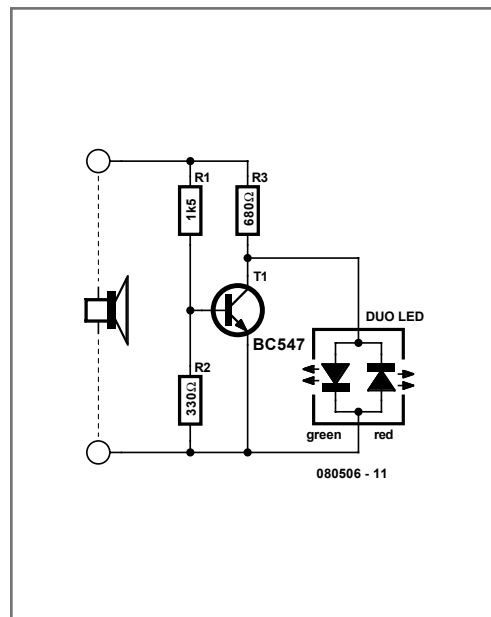 R1
R3
1k5
680Ω
T1
BC547
DUO LED
R2
330Ω
green
red
080506 - 11